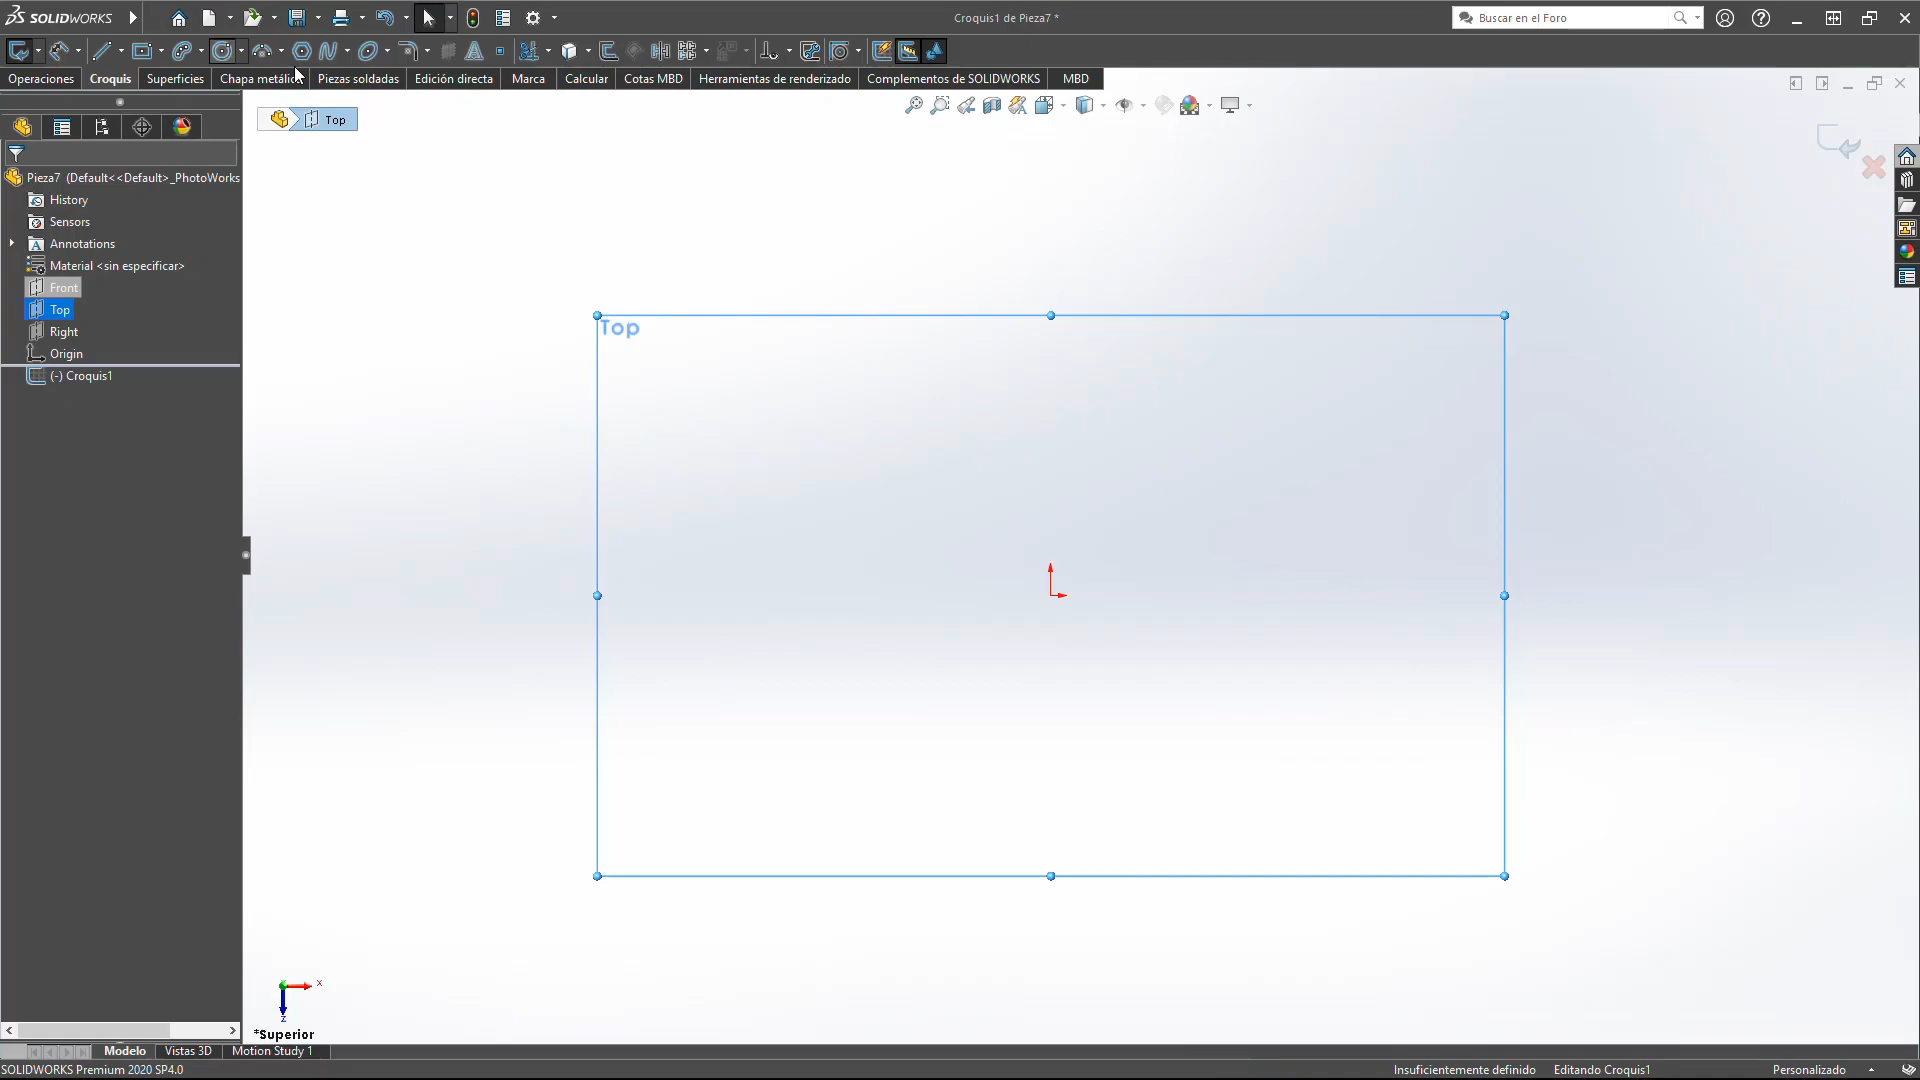 SOLIDWORKS
Croquis1 de Pieza7 *
Buscar en el Foro
Operaciones
Croquis
Superficies
Chapa metálic
Piezas soldadas
Edición directa
Marca
Calcular
Cotas MBD
Herramientas de renderizado
Complementos de SOLIDWORKS
MBD
Top
Pieza7 (Default<<Default>_PhotoWorks
History
Sensors
Annotations
Material <sin especificar>
Front
Top
Right
Origin
(-) Croquis1
Top
x
z
*Superior
Modelo
Vistas 3D
Motion Study 1
SOLIDWORKS Premium 2020 SP4.0
Insuficientemente definido
Editando Croquis1
Personalizado